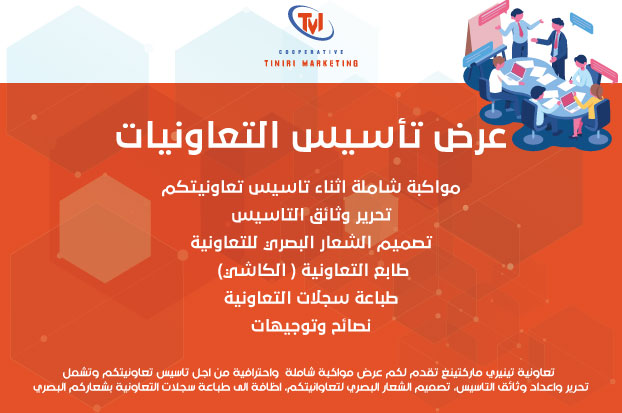 TM
COOPERATIVE
TINIRI MARKETING
عرض تأسيس التعاونيات
مواكبة شاملة اثناء تاسيس تعاونيتكم
تحرير وثائق التاسيس
تصميم الشعار البصري للتعاونية
طابع التعاونية ( الكاشي)
طباعة سجلات التعاونية
نصائح وتوجيهات
تعاونية تينيري ماركتينغ تقدم لكم عرض مواكبة شاملة واحترافية من اجل تاسيس تعاونيتكم وتشمل
تحرير واعداد وثائق التاسيس، تصميم الشعار البصري لتعاوانيتكم، اظافة الى طباعة سجلات التعاونية بشعاركم البصري